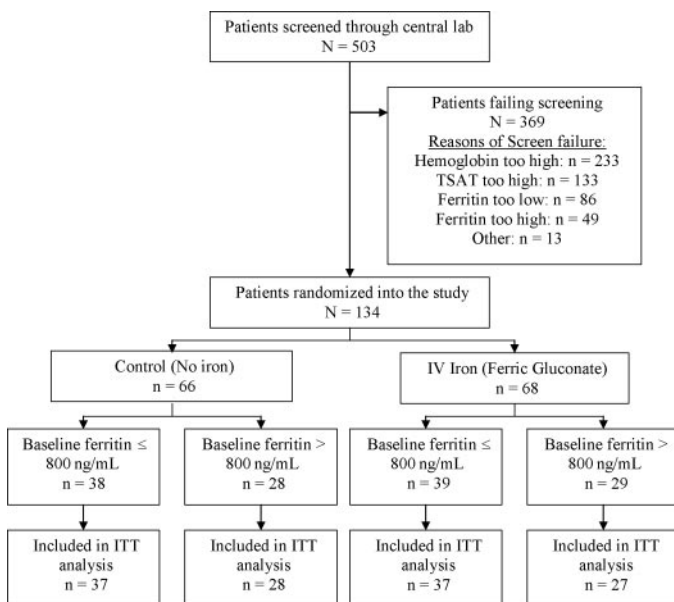 Patients screened through central lab
N = 503
Patients failing screening
N = 369
Reasons of Screen failure:
Hemoglobin too high: n = 233
TSAT too high: n = 133
Ferritin too low: n = 86
Ferritin too high: n = 49
Other: n = 13
Patients randomized into the study
N = 134
Control (No iron)
n = 66
IV Iron (Ferric Gluconate)
n = 68
Baseline ferritin ≤
800 ng/mL
n = 38
Baseline ferritin >
800 ng/mL
n = 28
Baseline ferritin ≤
800 ng/mL
n = 39
Baseline ferritin >
800 ng/mL
n = 29
Included in ITT
analysis
n = 37
Included in ITT
analysis
n = 28
Included in ITT
analysis
n = 37
Included in ITT
analysis
n = 27